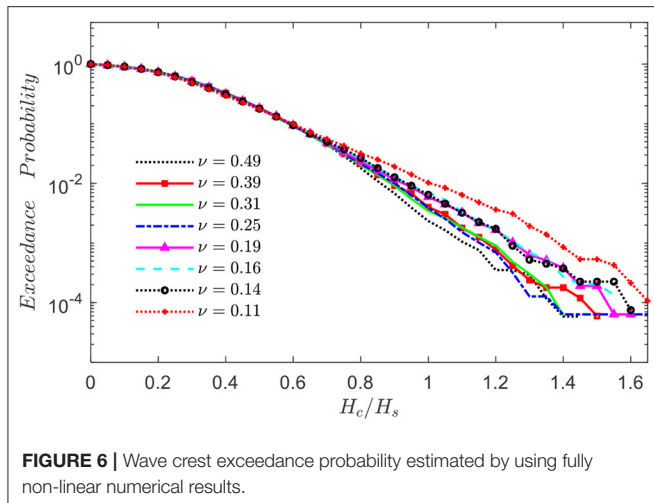 Exceedance Probability
10^0
10^-2
10^-4
ν = 0.49
ν = 0.39
ν = 0.31
ν = 0.25
ν = 0.19
ν = 0.16
ν = 0.14
ν = 0.11
0 0.2 0.4 0.6 0.8 1 1.2 1.4 1.6
H_c/H_s
FIGURE 6 | Wave crest exceedance probability estimated by using fully
non-linear numerical results.